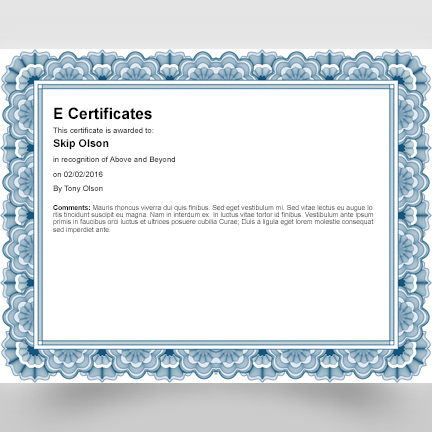 E Certificates
This certificate is awarded to:
Skip Olson
in recognition of Above and Beyond
on 02/02/2016
By Tony Olson
Comments: Mauris rhoncus viverra dui quis finibus. Sed eget vestibulum mi. Sed vitae lectus eu augue lo
rtis tincidunt suscipit eu magna. Nam in interdum ex. In luctus vitae tortor id finibus. Vestibulum ante ipsum
primis in faucibus orci luctus et ultrices posuere cubilia Curae; Duis a ligula eget lorem molestie consequat
sed imperdiet ante.